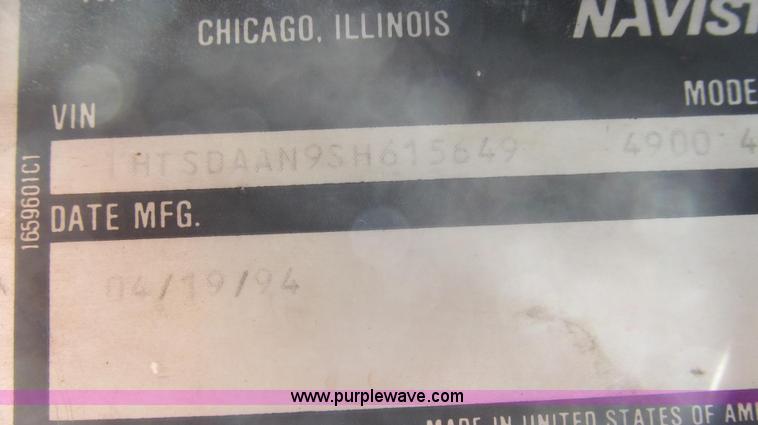 CHICAGO, ILLINOIS
NAVIST
VIN
MODE
1HTSDAAN9SH615649
4900 4
1659601C1
DATE MFG.
04/19/94
www.purplewave.com
MADE IN UNITED STATES OF AM